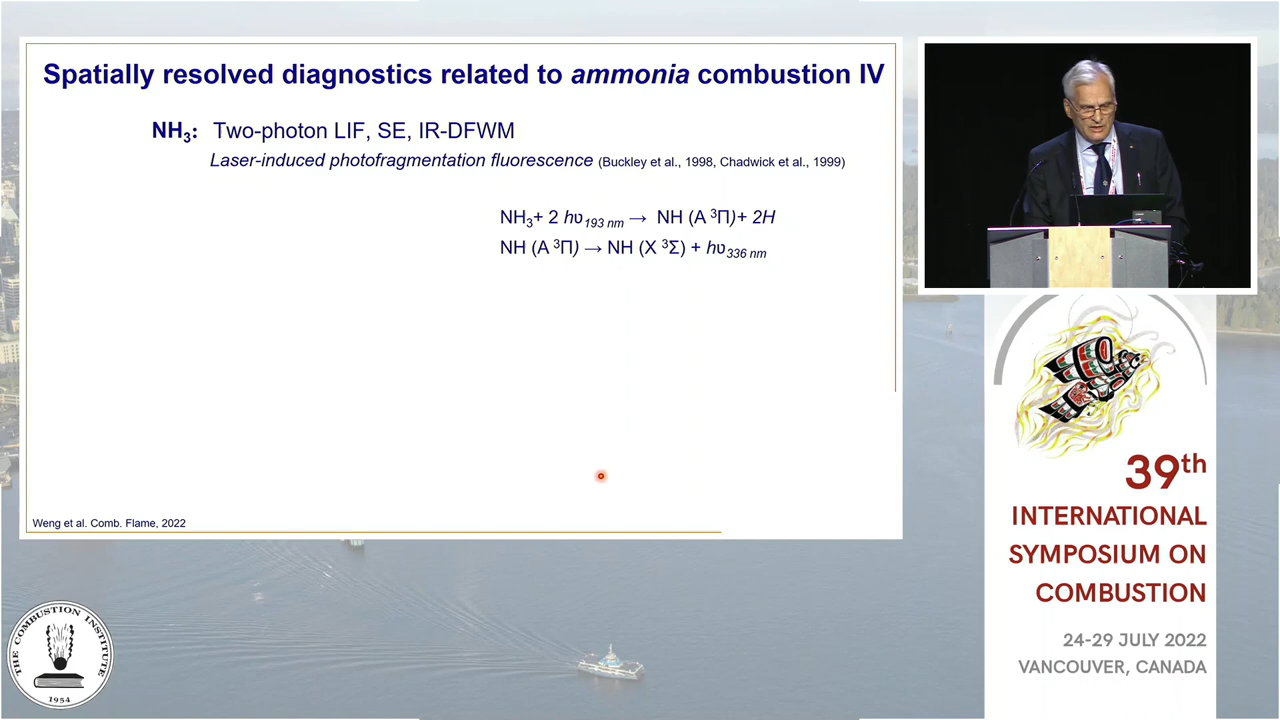 Spatially resolved diagnostics related to ammonia combustion IV
NH₃: Two-photon LIF, SE, IR-DFWM
Laser-induced photofragmentation fluorescence (Buckley et al., 1998, Chadwick et al., 1999)
NH₃+ 2 hυ193 nm → NH (A ³Π)+ 2H
NH (A ³Π) → NH (X ³Σ) + hυ336 nm
Weng et al. Comb. Flame, 2022
39th
INTERNATIONAL
SYMPOSIUM ON
COMBUSTION
24-29 JULY 2022
VANCOUVER, CANADA
THE COMBUSTION INSTITUTE
1954